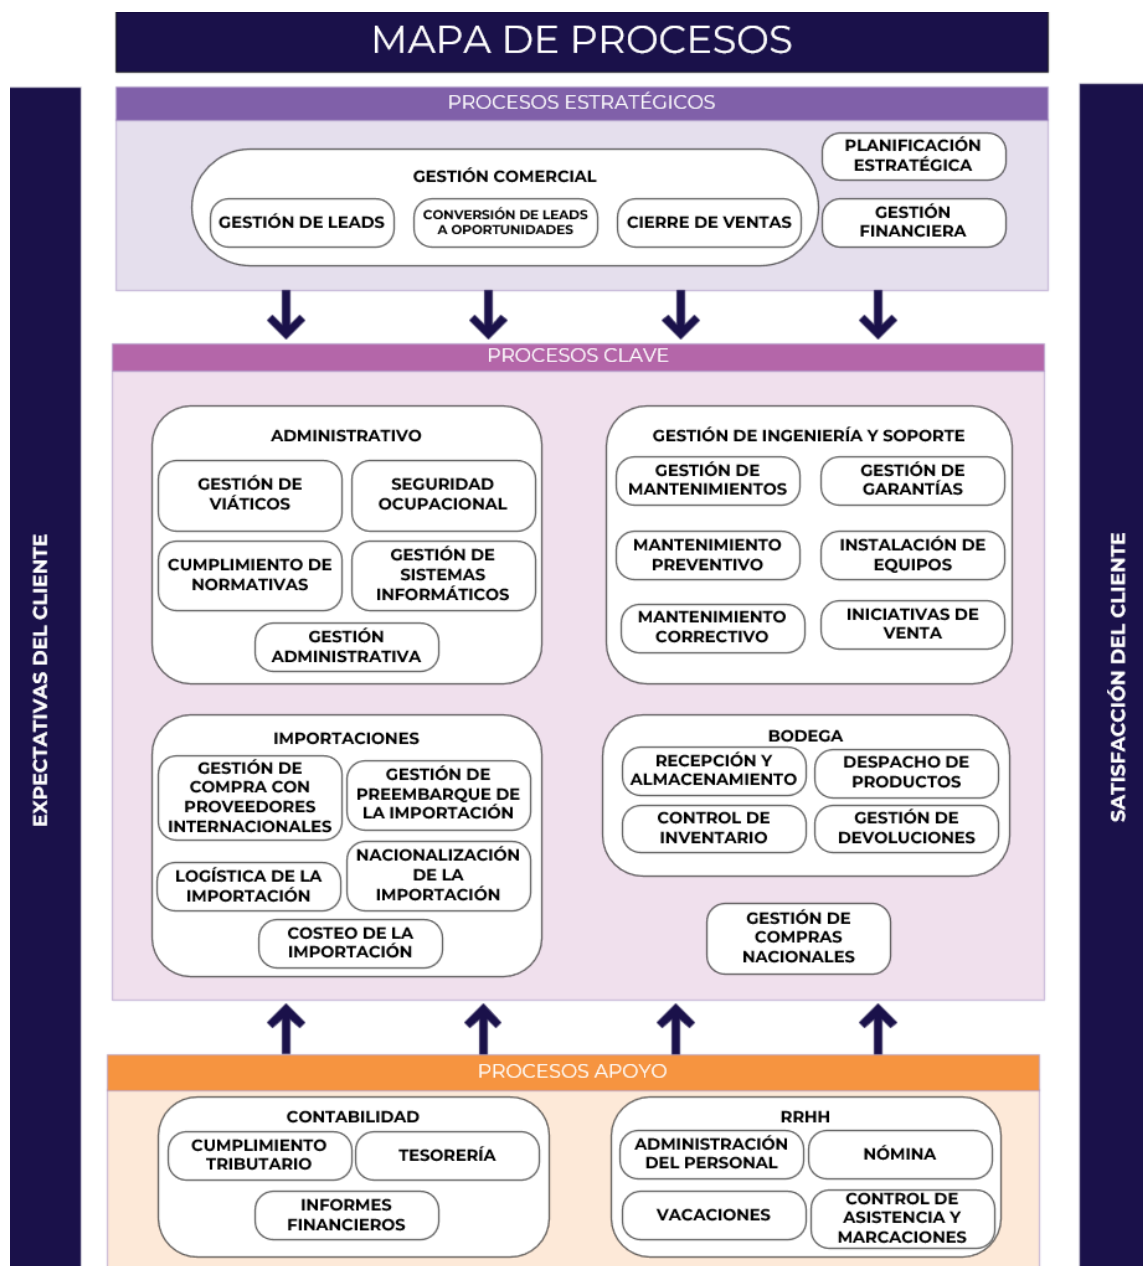 MAPA DE PROCESOS
PROCESOS ESTRATÉGICOS
GESTIÓN COMERCIAL
GESTIÓN DE LEADS
CONVERSIÓN DE LEADS
A OPORTUNIDADES
CIERRE DE VENTAS
PLANIFICACIÓN
ESTRATÉGICA
GESTIÓN
FINANCIERA
EXPECTATIVAS DEL CLIENTE
PROCESOS CLAVE
ADMINISTRATIVO
GESTIÓN DE
VIÁTICOS
SEGURIDAD
OCUPACIONAL
CUMPLIMIENTO DE
NORMATIVAS
GESTIÓN DE
SISTEMAS
INFORMÁTICOS
GESTIÓN
ADMINISTRATIVA
GESTIÓN DE INGENIERÍA Y SOPORTE
GESTIÓN DE
MANTENIMIENTOS
GESTIÓN DE
GARANTÍAS
MANTENIMIENTO
PREVENTIVO
INSTALACIÓN DE
EQUIPOS
MANTENIMIENTO
CORRECTIVO
INICIATIVAS DE
VENTA
IMPORTACIONES
GESTIÓN DE
COMPRA CON
PROVEEDORES
INTERNACIONALES
GESTIÓN DE
PREEMBARQUE DE
LA IMPORTACIÓN
LOGÍSTICA DE LA
IMPORTACIÓN
NACIONALIZACIÓN
DE LA
IMPORTACIÓN
COSTEO DE LA
IMPORTACIÓN
BODEGA
RECEPCIÓN Y
ALMACENAMIENTO
DESPACHO DE
PRODUCTOS
CONTROL DE
INVENTARIO
GESTIÓN DE
DEVOLUCIONES
GESTIÓN DE
COMPRAS
NACIONALES
SATISFACCIÓN DEL CLIENTE
PROCESOS APOYO
CONTABILIDAD
CUMPLIMIENTO
TRIBUTARIO
TESORERÍA
INFORMES
FINANCIEROS
RRHH
ADMINISTRACIÓN
DEL PERSONAL
NÓMINA
VACACIONES
CONTROL DE
ASISTENCIA Y
MARCACIONES